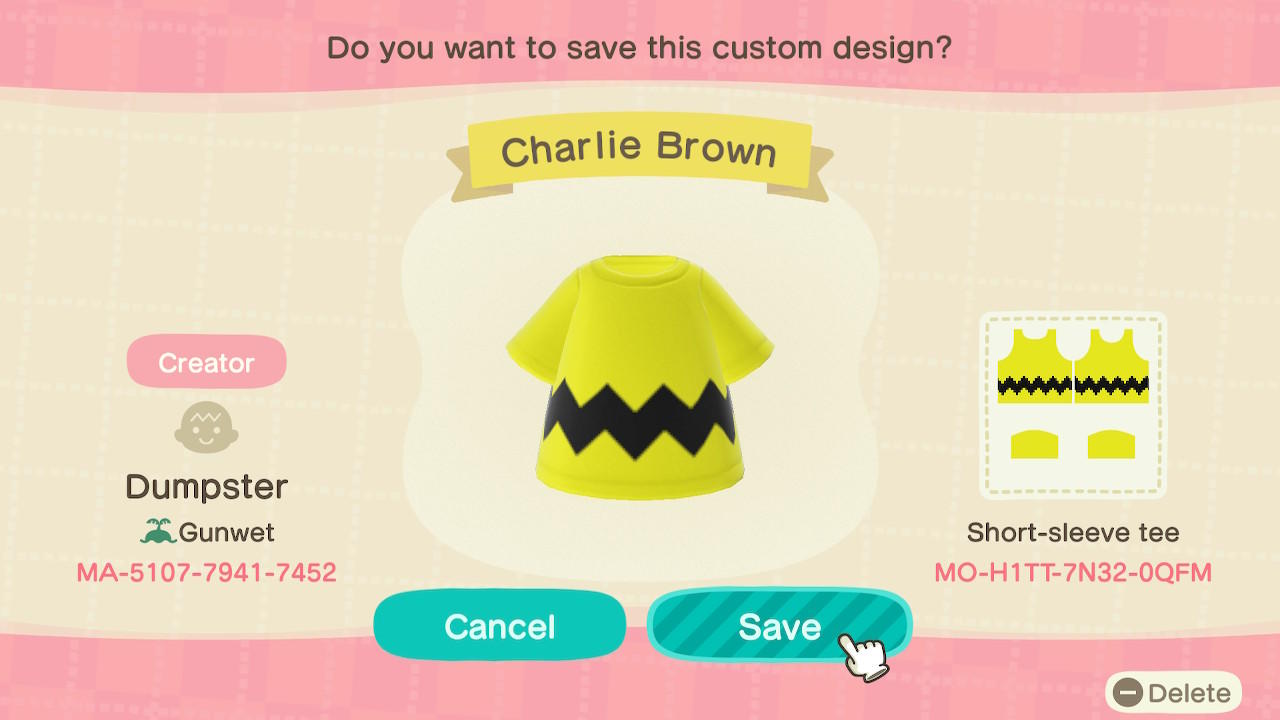 Do you want to save this custom design?
Charlie Brown
Creator
Dumpster
Gunwet
MA-5107-7941-7452
Short-sleeve tee
MO-H1TT-7N32-0QFM
Cancel
Save
Delete